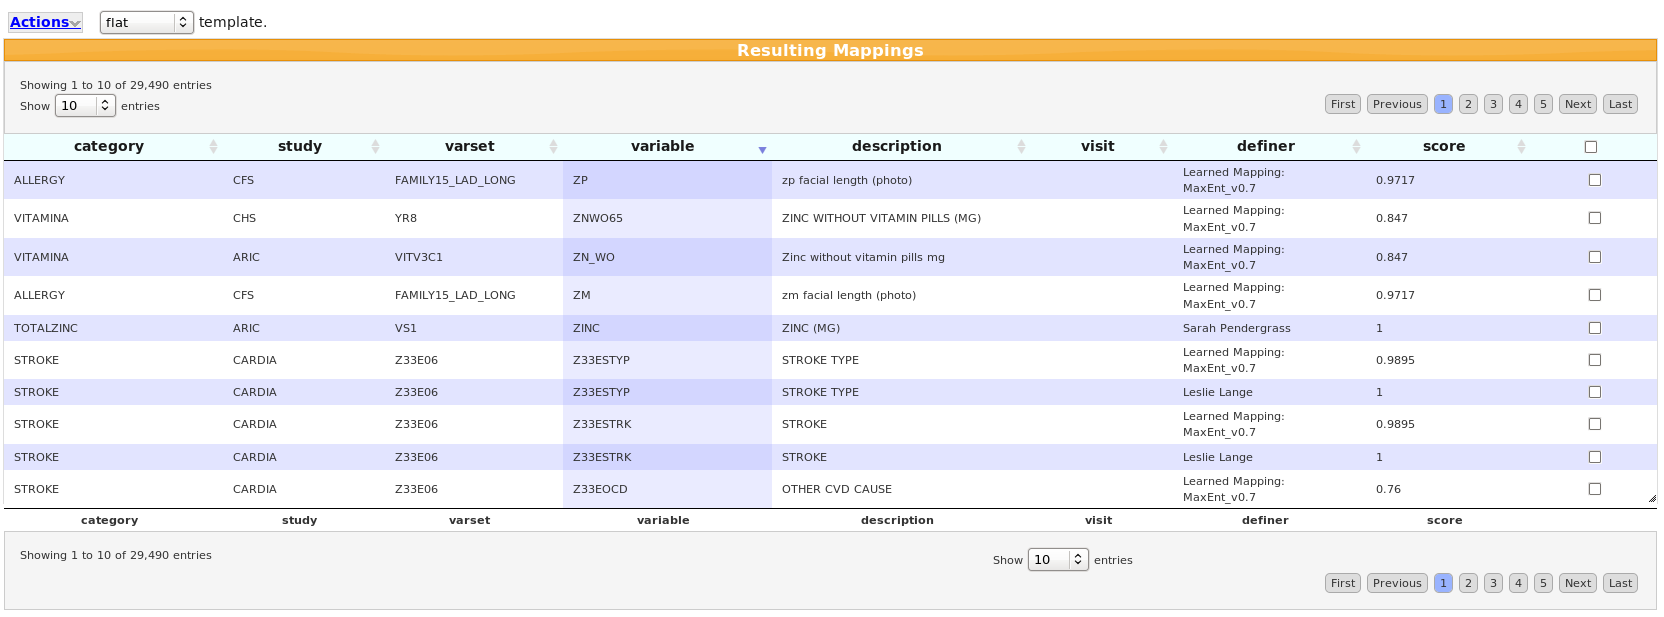 Actions flat template.
Resulting Mappings
Showing 1 to 10 of 29,490 entries
Show 10 entries First Previous 1 2 3 4 5 Next Last
category study varset variable description visit definer score
ALLERGY CFS FAMILY15_LAD_LONG ZP zp facial length (photo) Learned Mapping: MaxEnt_v0.7 0.9717
VITAMINA CHS YR8 ZNWO65 ZINC WITHOUT VITAMIN PILLS (MG) Learned Mapping: MaxEnt_v0.7 0.847
VITAMINA ARIC VITV3C1 ZN_WO Zinc without vitamin pills mg Learned Mapping: MaxEnt_v0.7 0.847
ALLERGY CFS FAMILY15_LAD_LONG ZM zm facial length (photo) Learned Mapping: MaxEnt_v0.7 0.9717
TOTALZINC ARIC VS1 ZINC ZINC (MG) Sarah Pendergrass 1
STROKE CARDIA Z33E06 Z33ESTYP STROKE TYPE Learned Mapping: MaxEnt_v0.7 0.9895
STROKE CARDIA Z33E06 Z33ESTYP STROKE TYPE Leslie Lange 1
STROKE CARDIA Z33E06 Z33ESTRK STROKE Learned Mapping: MaxEnt_v0.7 0.9895
STROKE CARDIA Z33E06 Z33ESTRK STROKE Leslie Lange 1
STROKE CARDIA Z33E06 Z33EOCD OTHER CVD CAUSE Learned Mapping: MaxEnt_v0.7 0.76
category study varset variable description visit definer score
Showing 1 to 10 of 29,490 entries Show 10 entries
First Previous 1 2 3 4 5 Next Last